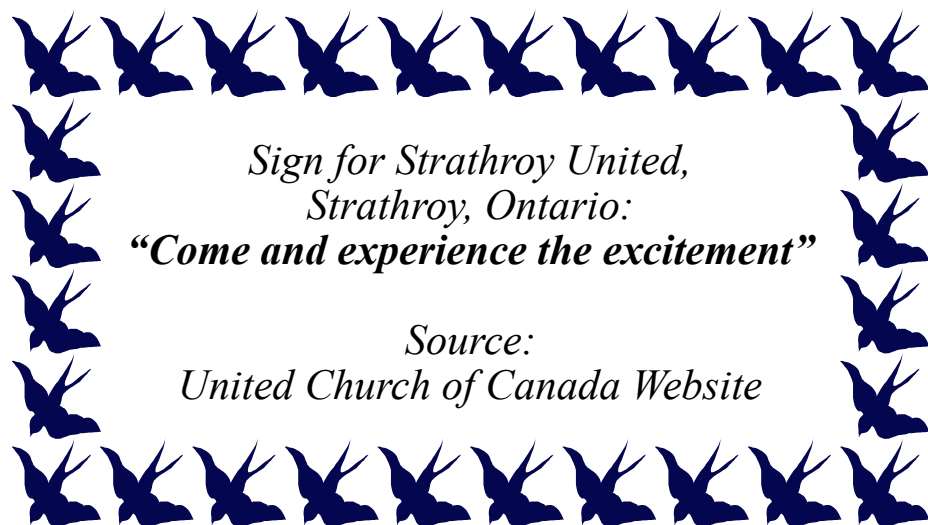 Sign for Strathroy United,
Strathroy, Ontario:
“Come and experience the excitement”
Source:
United Church of Canada Website